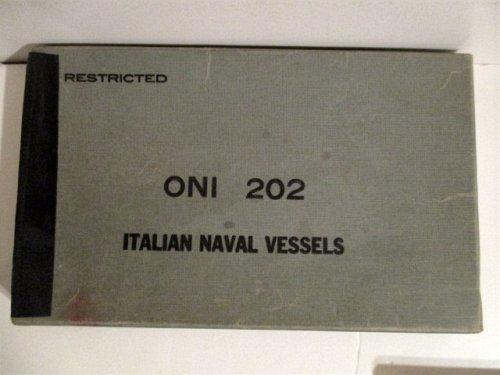 RESTRICTED
ONI 202
ITALIAN NAVAL VESSELS